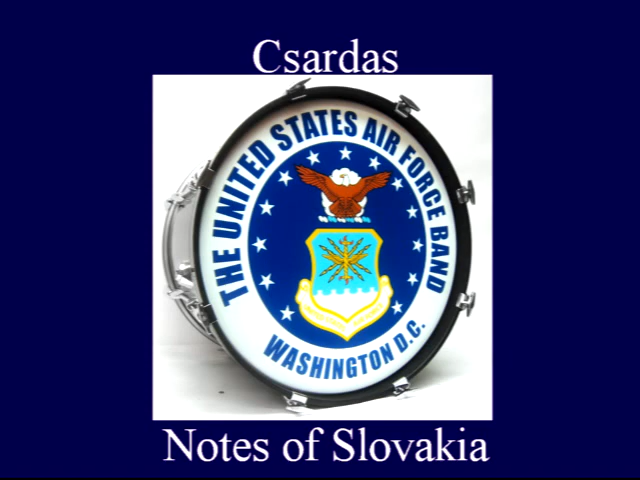 Csardas
THE UNITED STATES AIR FORCE BAND
WASHINGTON D.C.
Notes of Slovakia